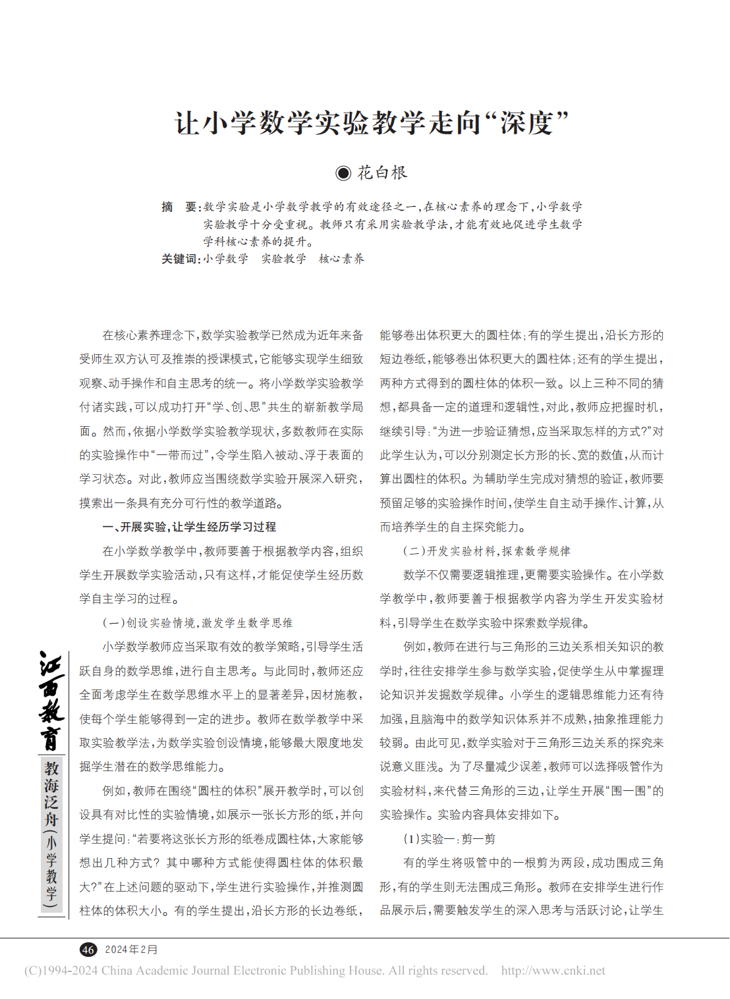 让小学数学实验教学走向“深度”
◉ 花白根
摘　要:数学实验是小学数学教学的有效途径之一,在核心素养的理念下,小学数学
实验教学十分受重视。教师只有采用实验教学法,才能有效地促进学生数学
学科核心素养的提升。
关键词:小学数学　实验教学　核心素养
在核心素养理念下,数学实验教学已然成为近年来备
受师生双方认可及推崇的授课模式,它能够实现学生细致
观察、动手操作和自主思考的统一。将小学数学实验教学
付诸实践,可以成功打开“学、创、思”共生的崭新教学局
面。然而,依据小学数学实验教学现状,多数教师在实际
的实验操作中“一带而过”,令学生陷入被动、浮于表面的
学习状态。对此,教师应当围绕数学实验开展深入研究,
摸索出一条具有充分可行性的教学道路。
一、开展实验,让学生经历学习过程
在小学数学教学中,教师要善于根据教学内容,组织
学生开展数学实验活动,只有这样,才能促使学生经历数
学自主学习的过程。
(一)创设实验情境,激发学生数学思维
小学数学教师应当采取有效的教学策略,引导学生活
跃自身的数学思维,进行自主思考。与此同时,教师还应
全面考虑学生在数学思维水平上的显著差异,因材施教,
使每个学生能够得到一定的进步。教师在数学教学中采
取实验教学法,为数学实验创设情境,能够最大限度地发
掘学生潜在的数学思维能力。
例如,教师在围绕“圆柱的体积”展开教学时,可以创
设具有对比性的实验情境,如展示一张长方形的纸,并向
学生提问:“若要将这张长方形的纸卷成圆柱体,大家能够
想出几种方式?其中哪种方式能使得圆柱体的体积最
大?”在上述问题的驱动下,学生进行实验操作,并推测圆
柱体的体积大小。有的学生提出,沿长方形的长边卷纸,
能够卷出体积更大的圆柱体;有的学生提出,沿长方形的
短边卷纸,能够卷出体积更大的圆柱体;还有的学生提出,
两种方式得到的圆柱体的体积一致。以上三种不同的猜
想,都具备一定的道理和逻辑性,对此,教师应把握时机,
继续引导:“为进一步验证猜想,应当采取怎样的方式?”对
此学生认为,可以分别测定长方形的长、宽的数值,从而计
算出圆柱的体积。为辅助学生完成对猜想的验证,教师要
预留足够的实验操作时间,使学生自主动手操作、计算,从
而培养学生的自主探究能力。
(二)开发实验材料,探索数学规律
数学不仅需要逻辑推理,更需要实验操作。在小学数
学教学中,教师要善于根据教学内容为学生开发实验材
料,引导学生在数学实验中探索数学规律。
例如,教师在进行与三角形的三边关系相关知识的教
学时,往往安排学生参与数学实验,促使学生从中掌握理
论知识并发掘数学规律。小学生的逻辑思维能力还有待
加强,且脑海中的数学知识体系并不成熟,抽象推理能力
较弱。由此可见,数学实验对于三角形三边关系的探究来
说意义匪浅。为了尽量减少误差,教师可以选择吸管作为
实验材料,来代替三角形的三边,让学生开展“围一围”的
实验操作。实验内容具体安排如下。
(1)实验一:剪一剪
有的学生将吸管中的一根剪为两段,成功围成三角
形,有的学生则无法围成三角形。教师在安排学生进行作
品展示后,需要触发学生的深入思考与活跃讨论,让学生
江西教育
教海泛舟(小学教学)
46 2024年2月
(C)1994-2024 China Academic Journal Electronic Publishing House. All rights reserved. http://www.cnki.net